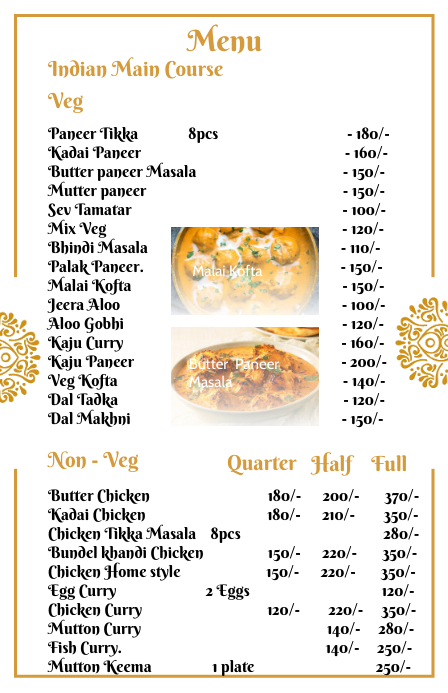 Menu
Indian Main Course
Veg
Paneer Tikka 8pcs - 180/-
Kadai Paneer - 160/-
Butter paneer Masala - 150/-
Mutter paneer - 150/-
Sev Tamatar - 100/-
Mix Veg - 120/-
Bhindi Masala - 110/-
Palak Paneer. - 150/-
Malai Kofta - 150/-
Jeera Aloo - 100/-
Aloo Gobhi - 120/-
Kaju Curry - 160/-
Kaju Paneer - 200/-
Veg Kofta - 140/-
Dal Tadka - 120/-
Dal Makhni - 150/-
Malai Kofta
Butter Paneer
Masala
Non - Veg Quarter Half Full
Butter Chicken 180/- 200/- 370/-
Kadai Chicken 180/- 210/- 350/-
Chicken Tikka Masala 8pcs 280/-
Bundel khandi Chicken 150/- 220/- 350/-
Chicken Home style 150/- 220/- 350/-
Egg Curry 2 Eggs 120/-
Chicken Curry 120/- 220/- 350/-
Mutton Curry 140/- 280/-
Fish Curry. 140/- 250/-
Mutton Keema 1 plate 250/-